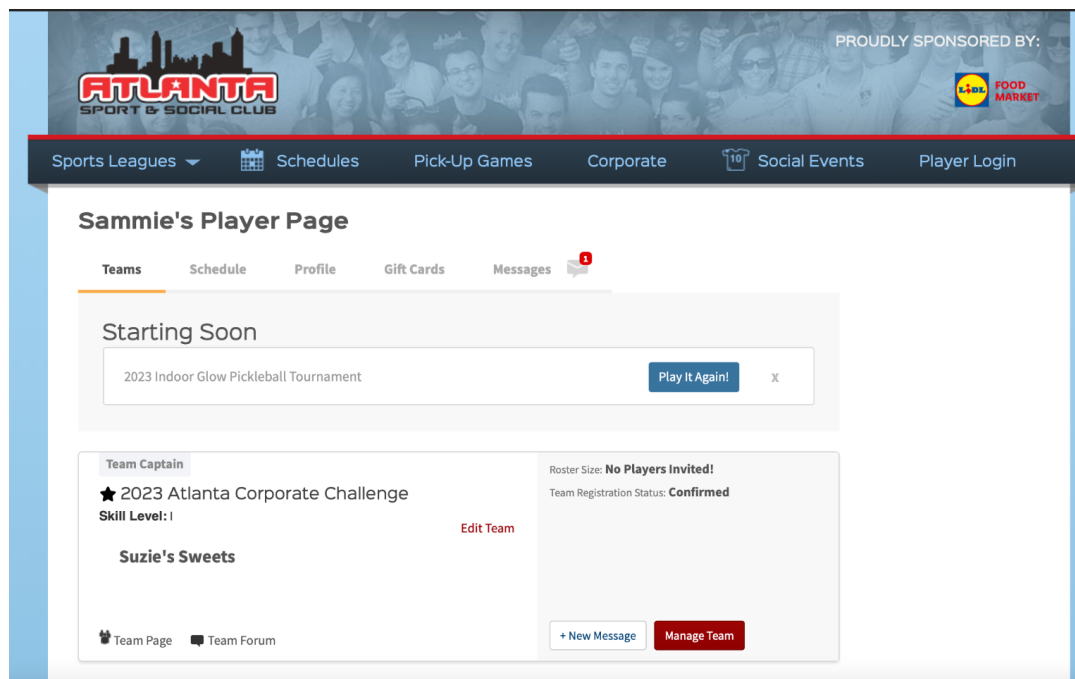 ATLANTA
SPORT & SOCIAL CLUB
PROUDLY SPONSORED BY:
LiDL FOOD
MARKET
Sports Leagues Schedules Pick-Up Games Corporate 10 Social Events Player Login
Sammie's Player Page
Teams Schedule Profile Gift Cards Messages 1
Starting Soon
2023 Indoor Glow Pickleball Tournament Play It Again! x
Team Captain
Roster Size: No Players Invited!
2023 Atlanta Corporate Challenge
Team Registration Status: Confirmed
Skill Level: I
Edit Team
Suzie's Sweets
Team Page Team Forum
+ New Message Manage Team